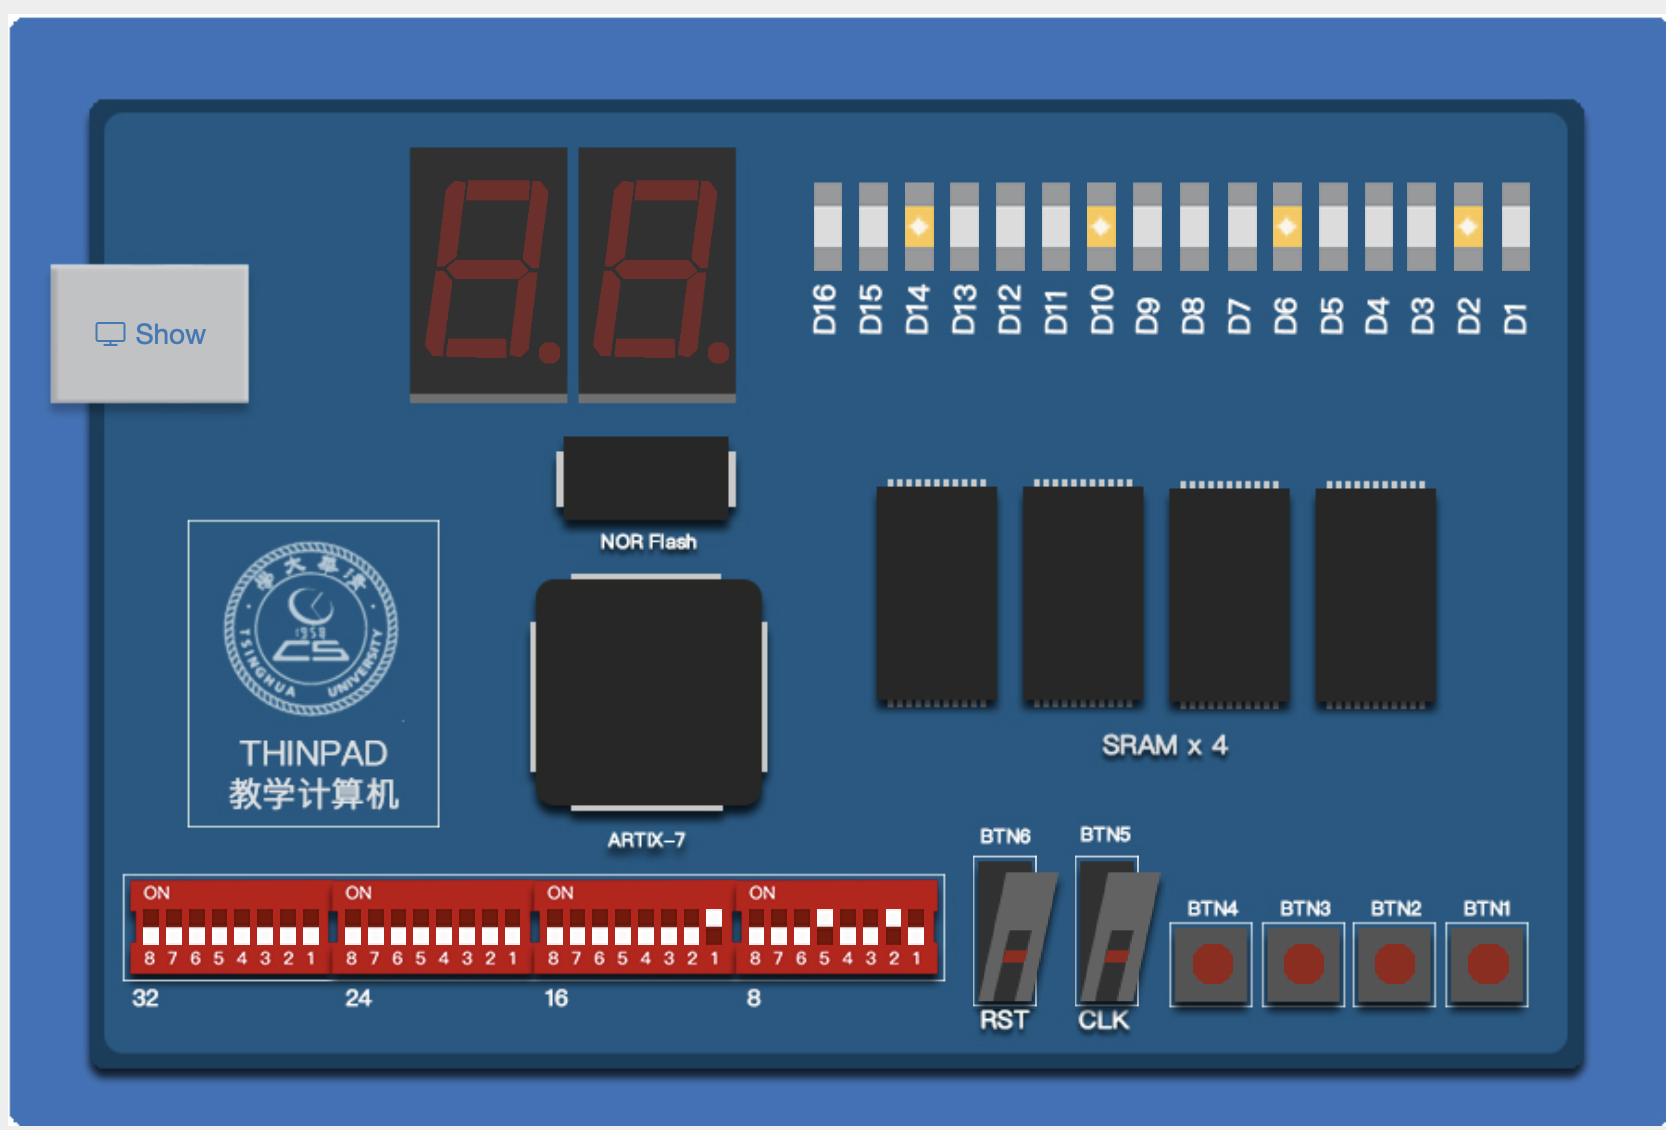 Show
D16 D15 D14 D13 D12 D11 D10 D9 D8 D7 D6 D5 D4 D3 D2 D1
NOR Flash
1958
CS
TSINGHUA UNIVERSITY
THINPAD
教学计算机
ARTIX-7
SRAM x 4
ON ON ON ON
8 7 6 5 4 3 2 1 8 7 6 5 4 3 2 1 8 7 6 5 4 3 2 1 8 7 6 5 4 3 2 1
32 24 16 8
BTN6 BTN5
RST CLK
BTN4 BTN3 BTN2 BTN1